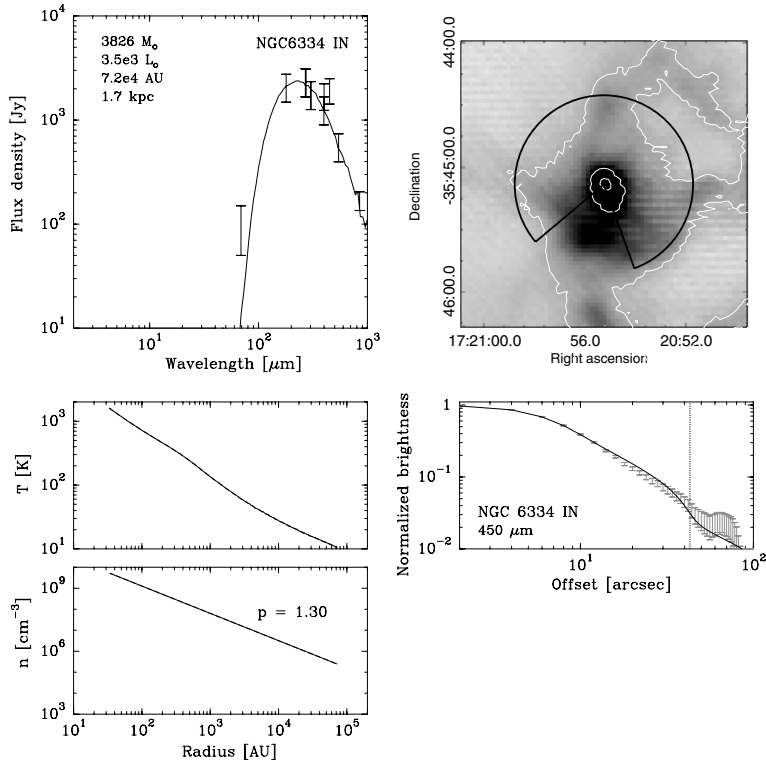 3826 M⊙
3.5e3 L⊙
7.2e4 AU
1.7 kpc
NGC6334 IN
10⁴
10³
10²
10¹
10¹
10²
10³
Flux density [Jy]
Wavelength [μm]
44:00.0
-35:45:00.0
46:00.0
Declination
17:21:00.0
56.0
20:52.0
Right ascension
10³
10²
10¹
T [K]
10⁹
10⁶
10³
n [cm⁻³]
p = 1.30
10¹
10²
10³
10⁴
10⁵
Radius [AU]
1
10⁻¹
10⁻²
Normalized brightness
NGC 6334 IN
450 μm
10¹
10²
Offset [arcsec]